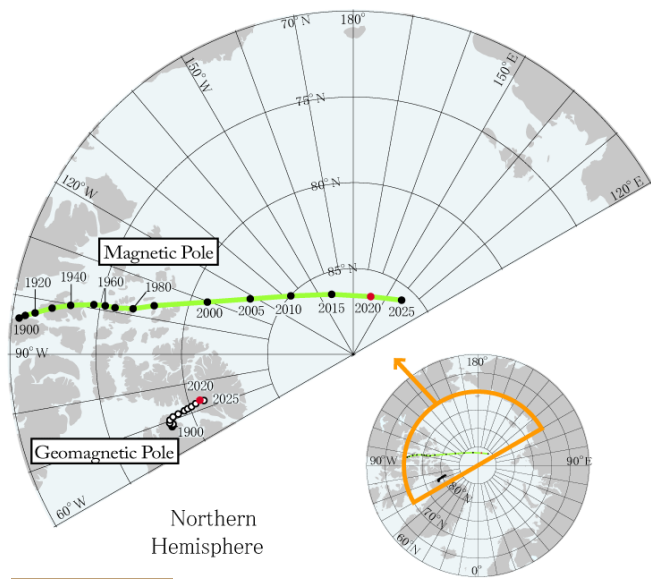 70°N
180°
150°W
150°E
75°N
120°W
80°N
120°E
Magnetic Pole
85°N
1920
1940
1960
1980
1900
2000
2005
2010
2015
2020
2025
90°W
2020
2025
1900
Geomagnetic Pole
60°W
Northern
Hemisphere
180°
90°W
90°E
80°N
70°N
60°N
0°